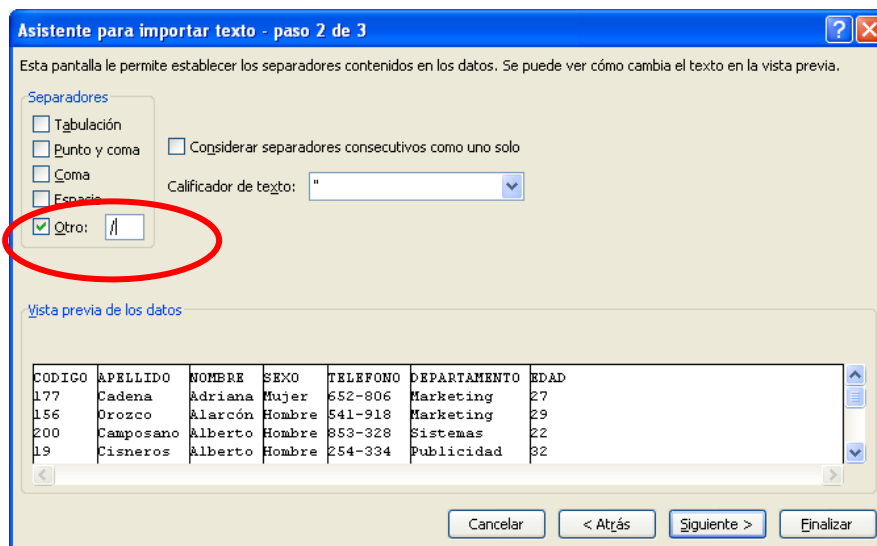 Asistente para importar texto - paso 2 de 3
Esta pantalla le permite establecer los separadores contenidos en los datos. Se puede ver cómo cambia el texto en la vista previa.
Separadores
Tabulación
Punto y coma
Coma
Espacio
Otro: /
Considerar separadores consecutivos como uno solo
Calificador de texto: "
Vista previa de los datos
CODIGO APELLIDO NOMBRE SEXO TELEFONO DEPARTAMENTO EDAD
177 Cadena Adriana Mujer 652-806 Marketing 27
156 Orozco Alarcón Hombre 541-918 Marketing 29
200 Camposano Alberto Hombre 853-328 Sistemas 22
19 Cisneros Alberto Hombre 254-334 Publicidad 32
Cancelar < Atrás Siguiente > Finalizar